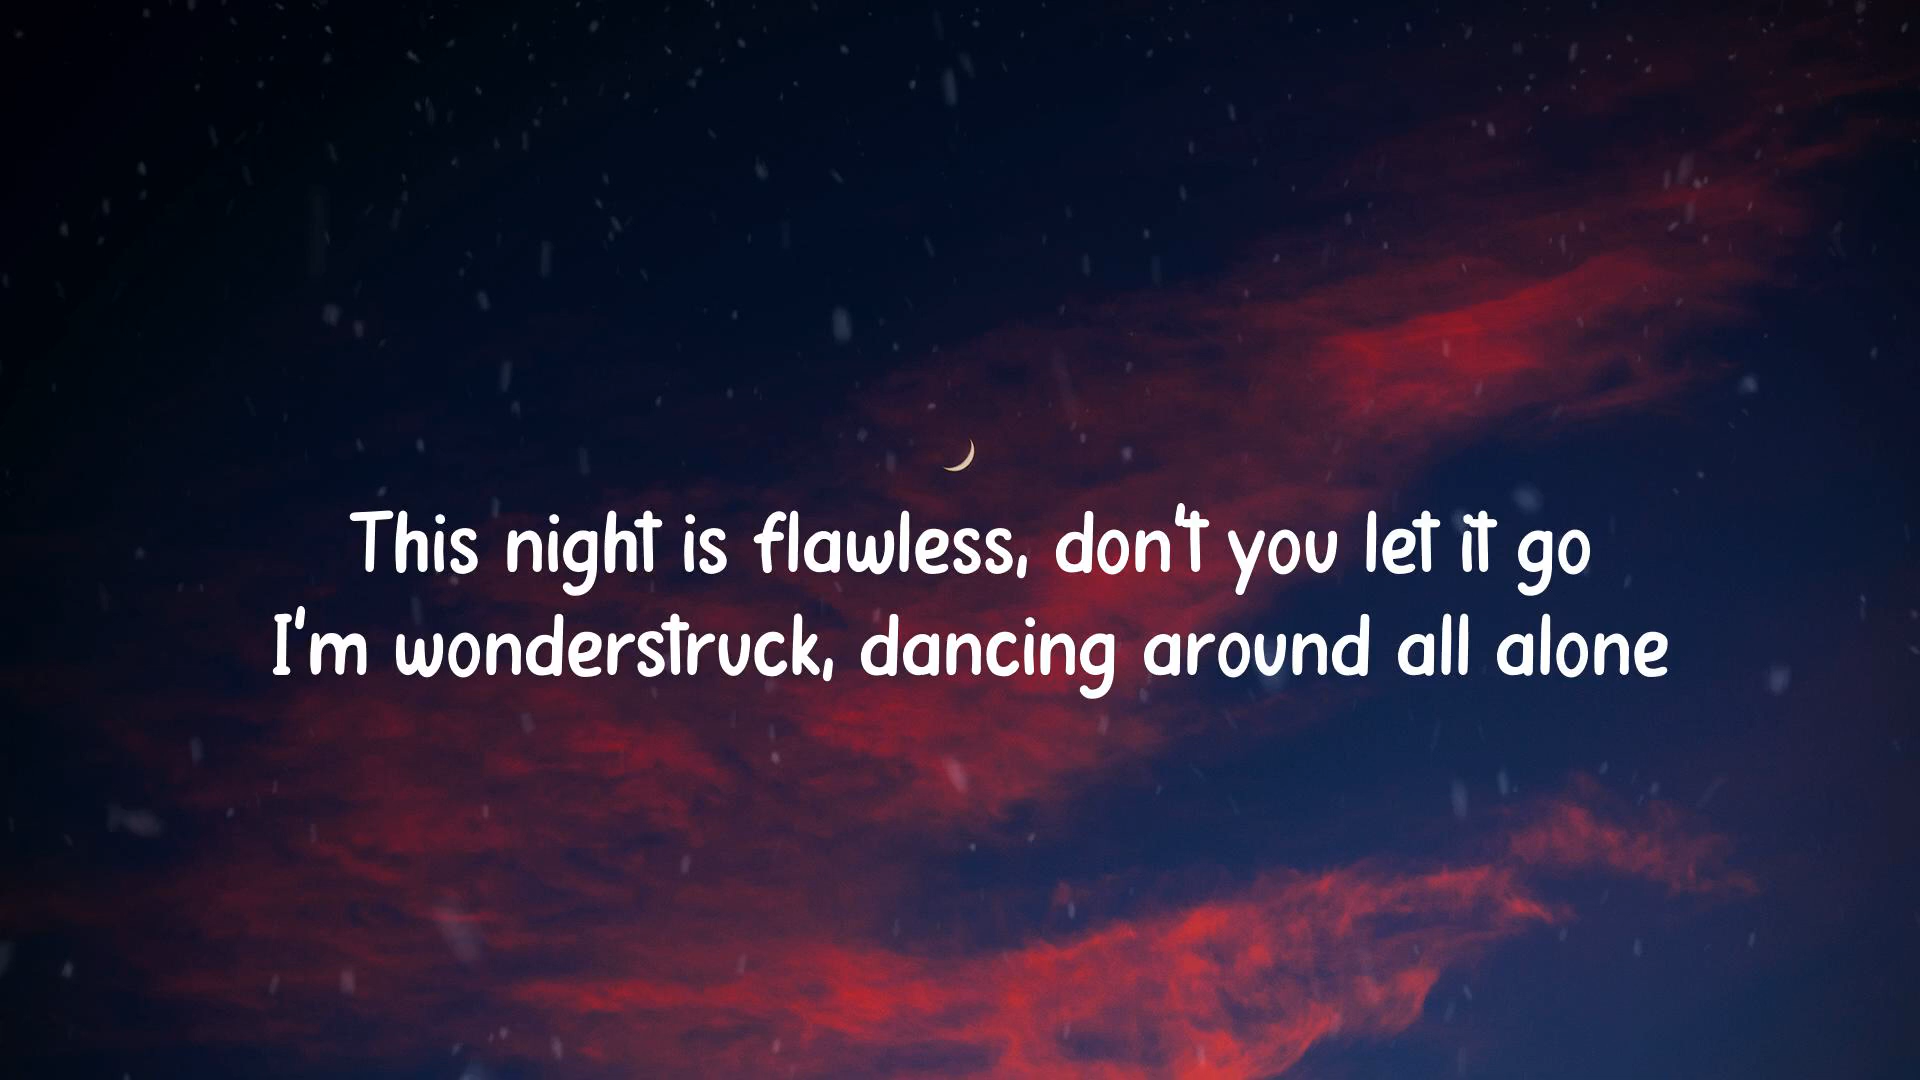 This night is flawless, don't you let it go
I'm wonderstruck, dancing around all alone